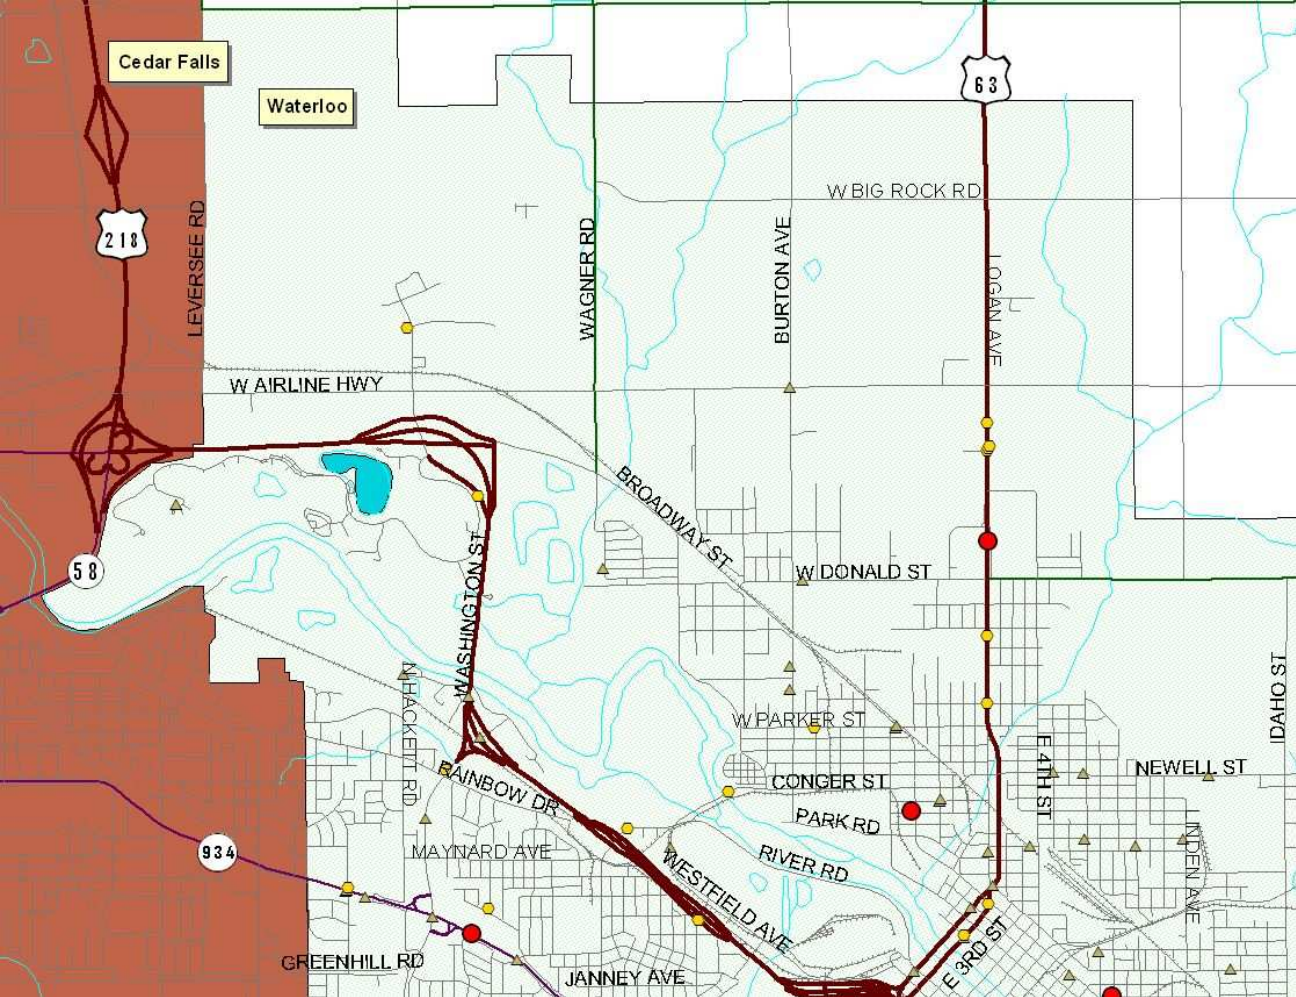 Cedar Falls
63
Waterloo
W BIG ROCK RD
218
LEVERSEE RD
WAGNER RD
BURTON AVE
LOGAN AVE
W AIRLINE HWY
BROADWAY ST
58
W DONALD ST
WASHINGTON ST
N HACKETT RD
IDAHO ST
W PARKER ST
E 4TH ST
NEWELL ST
RAINBOW DR
CONGER ST
PARK RD
934
MAYNARD AVE
RIVER RD
LINDEN AVE
WESTFIELD AVE
GREENHILL RD
E 3RD ST
JANNEY AVE